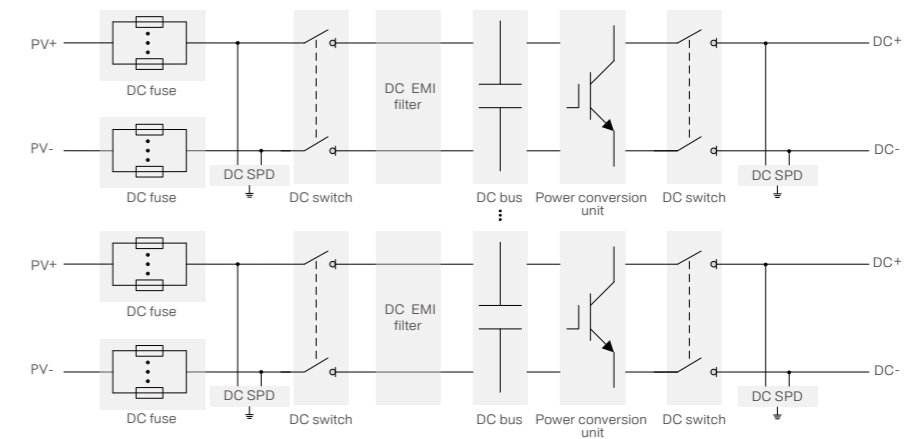 PV+
DC+
DC fuse
DC EMI
filter
PV-
DC-
DC SPD
DC SPD
DC fuse
DC switch
DC bus
Power conversion
unit
DC switch
PV+
DC+
DC fuse
DC EMI
filter
PV-
DC-
DC SPD
DC SPD
DC fuse
DC switch
DC bus
Power conversion
unit
DC switch